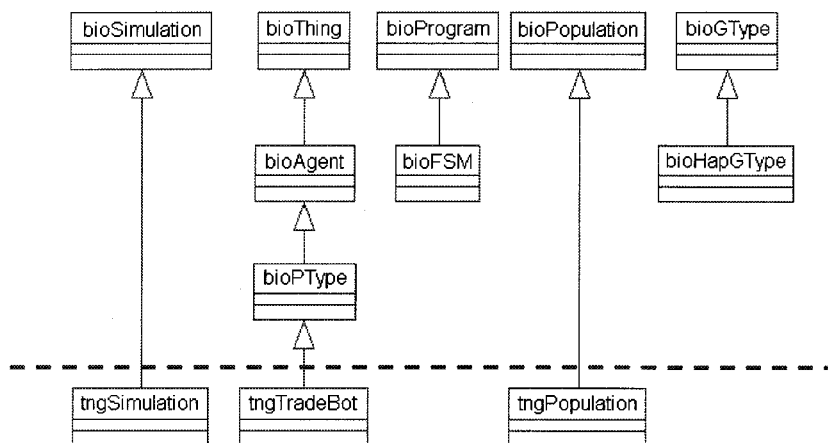 bioSimulation bioThing bioProgram bioPopulation bioGType
bioAgent bioFSM bioHapGType
bioPType
tngSimulation tngTradeBot tngPopulation